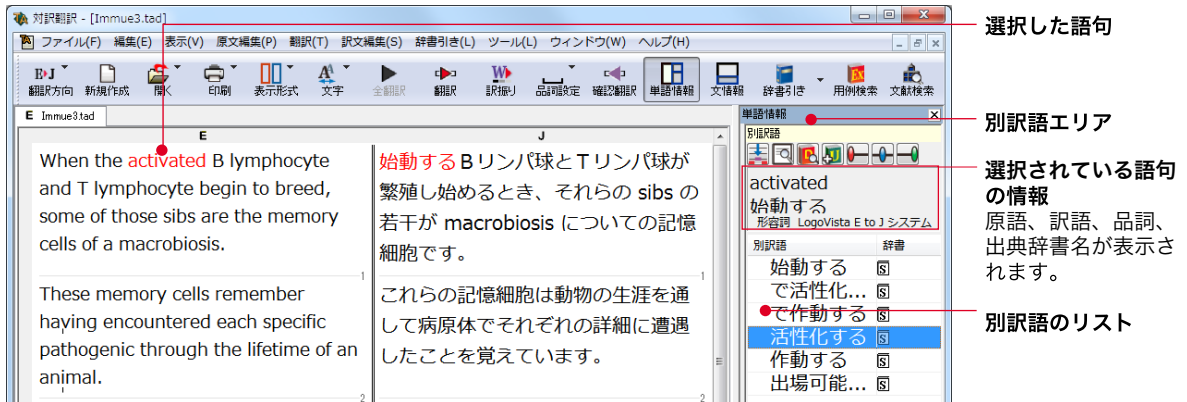 対訳翻訳 - [Immue3.tad]
ファイル(F) 編集(E) 表示(V) 原文編集(P) 翻訳(T) 訳文編集(S) 辞書引き(L) ツール(L) ウィンドウ(W) ヘルプ(H)
翻訳方向 新規作成 開く 印刷 表示形式 文字 全翻訳 翻訳 訳振り 品詞設定 確認翻訳 単語情報 文情報 辞書引き 用例検索 文献検索
E Immue3.tad
E
When the activated B lymphocyte
and T lymphocyte begin to breed,
some of those sibs are the memory
cells of a macrobiosis.
1
These memory cells remember
having encountered each specific
pathogenic through the lifetime of an
animal.
2
J
始動するBリンパ球とTリンパ球が
繁殖し始めるとき、それらの sibs の
若干が macrobiosis についての記憶
細胞です。
1
これらの記憶細胞は動物の生涯を通
して病原体でそれぞれの詳細に遭遇
したことを覚えています。
2
単語情報
別訳語
activated
始動する
形容詞 LogoVista E to J システム
別訳語 辞書
始動する S
で活性化... S
で作動する S
活性化する S
作動する S
出場可能... S
選択した語句
別訳語エリア
選択されている語句
の情報
原語、訳語、品詞、
出典辞書名が表示さ
れます。
別訳語のリスト